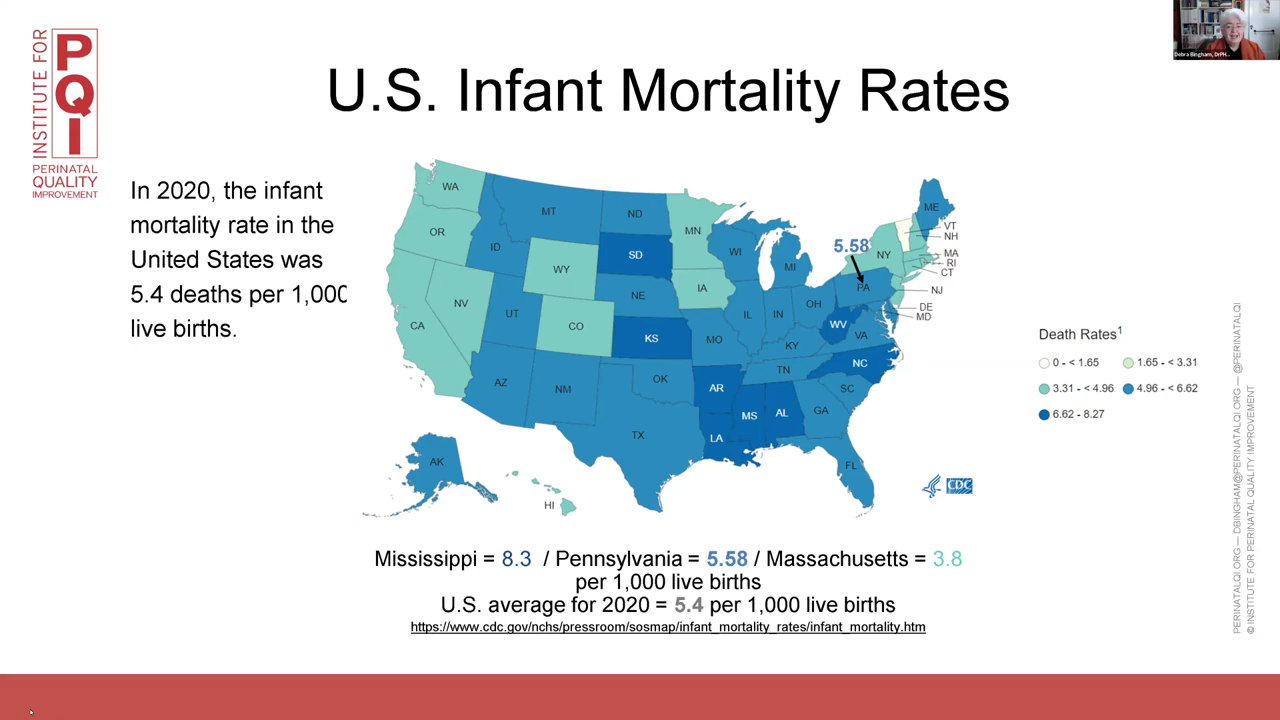 INSTITUTE FOR
PQI
PERINATAL
QUALITY
IMPROVEMENT
Debra Bingham, DrPH...
U.S. Infant Mortality Rates
In 2020, the infant
mortality rate in the
United States was
5.4 deaths per 1,000
live births.
WA
OR
CA
NV
ID
MT
WY
UT
CO
AZ
NM
ND
SD
NE
KS
OK
TX
MN
IA
MO
AR
LA
WI
IL
MI
IN
OH
KY
TN
MS
AL
GA
FL
SC
NC
VA
WV
5.58
PA
NY
ME
VT
NH
MA
RI
CT
NJ
DE
MD
AK
HI
CDC
Death Rates¹
0 - < 1.65
1.65 - < 3.31
3.31 - < 4.96
4.96 - < 6.62
6.62 - 8.27
Mississippi = 8.3 / Pennsylvania = 5.58 / Massachusetts = 3.8
per 1,000 live births
U.S. average for 2020 = 5.4 per 1,000 live births
https://www.cdc.gov/nchs/pressroom/sosmap/infant_mortality_rates/infant_mortality.htm
PERINATALQI.ORG — DBINGHAM@PERINATALQI.ORG — @PERINATALQI
© INSTITUTE FOR PERINATAL QUALITY IMPROVEMENT